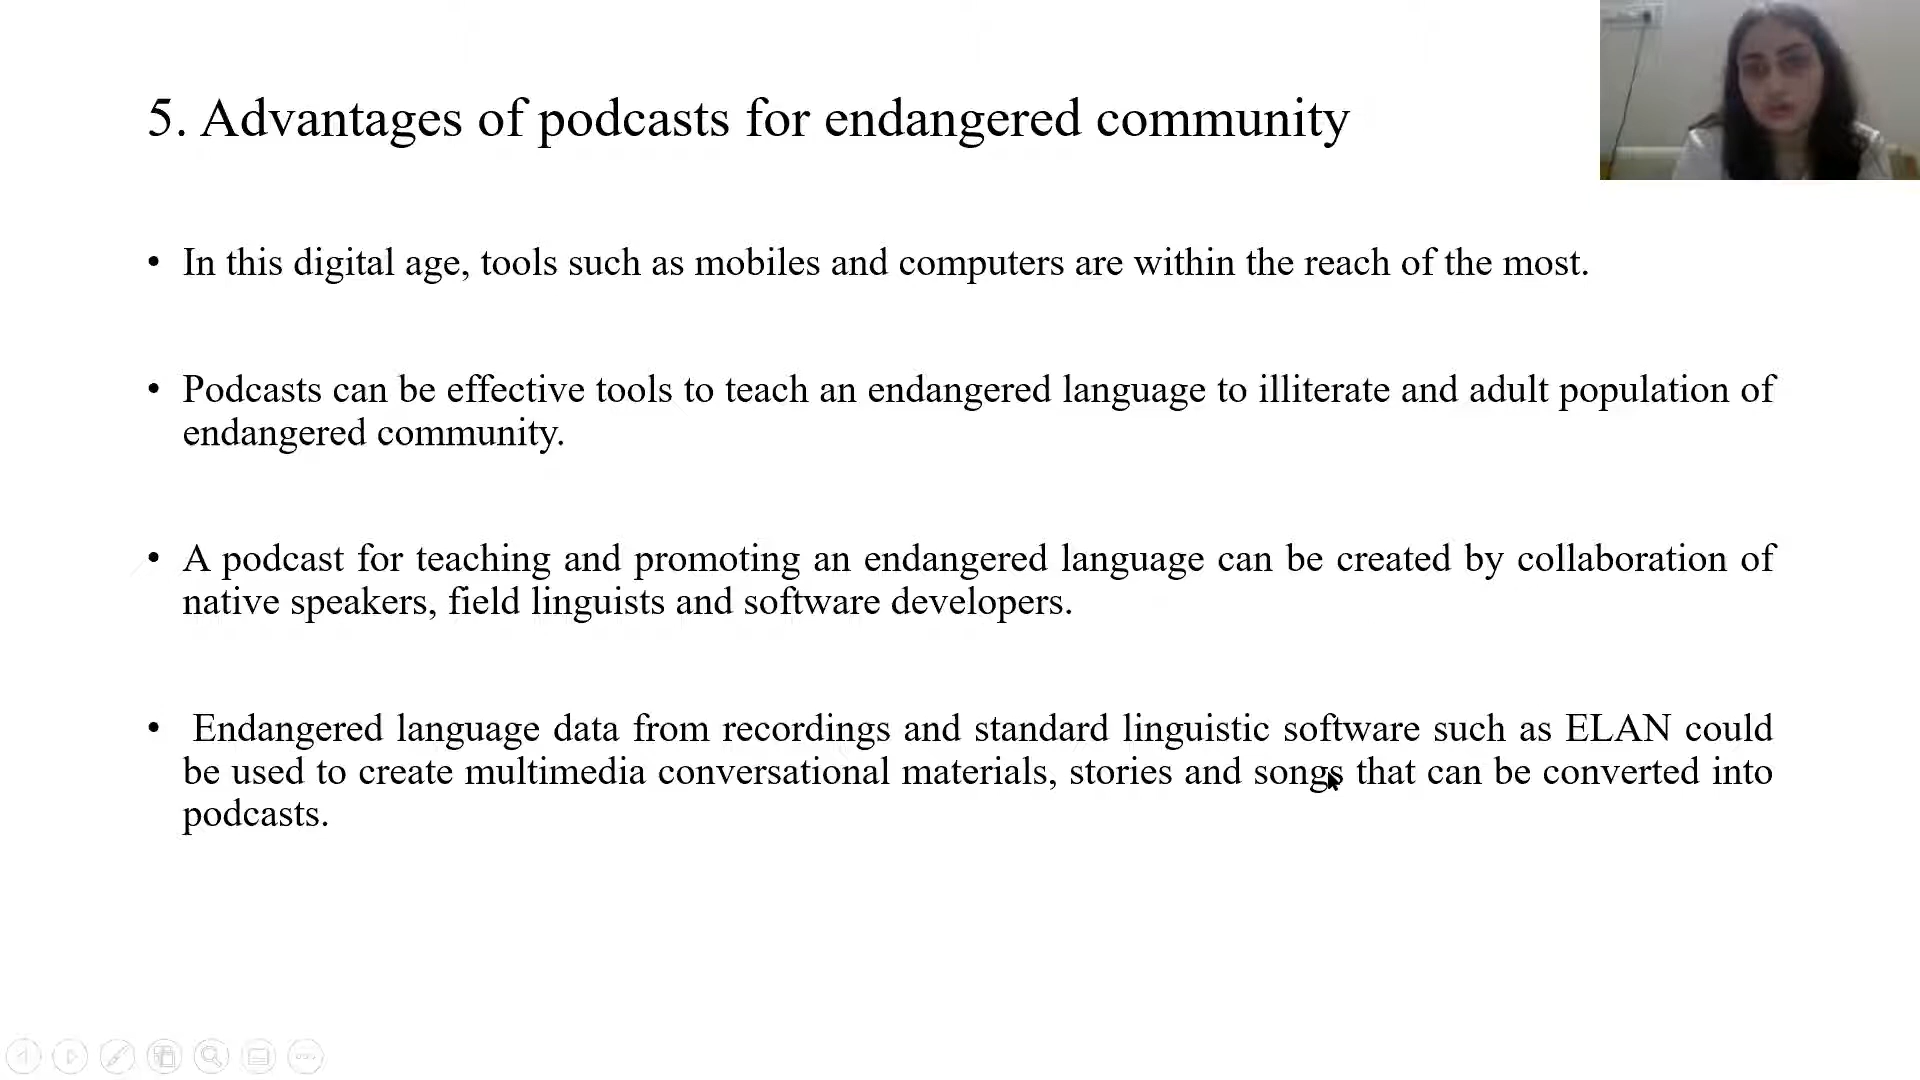 5. Advantages of podcasts for endangered community
• In this digital age, tools such as mobiles and computers are within the reach of the most.
• Podcasts can be effective tools to teach an endangered language to illiterate and adult population of
endangered community.
• A podcast for teaching and promoting an endangered language can be created by collaboration of
native speakers, field linguists and software developers.
• Endangered language data from recordings and standard linguistic software such as ELAN could
be used to create multimedia conversational materials, stories and songs that can be converted into
podcasts.